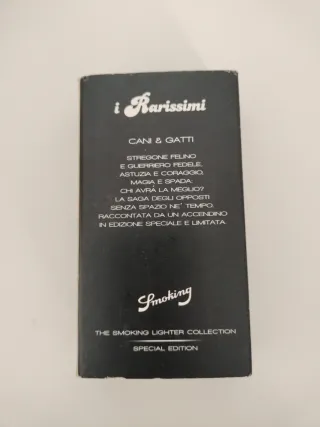 i Rarissimi
CANI & GATTI
STREGONE FELINO
E GUERRIERO FEDELE,
ASTUZIA E CORAGGIO,
MAGIA E SPADA:
CHI AVRÀ LA MEGLIO?
LA SAGA DEGLI OPPOSTI
SENZA SPAZIO NE' TEMPO,
RACCONTATA DA UN ACCENDINO
IN EDIZIONE SPECIALE E LIMITATA.
Smoking
THE SMOKING LIGHTER COLLECTION
SPECIAL EDITION